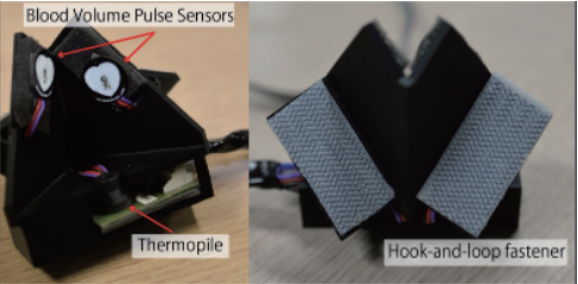 Blood Volume Pulse Sensors
Thermopile
Hook-and-loop fastener